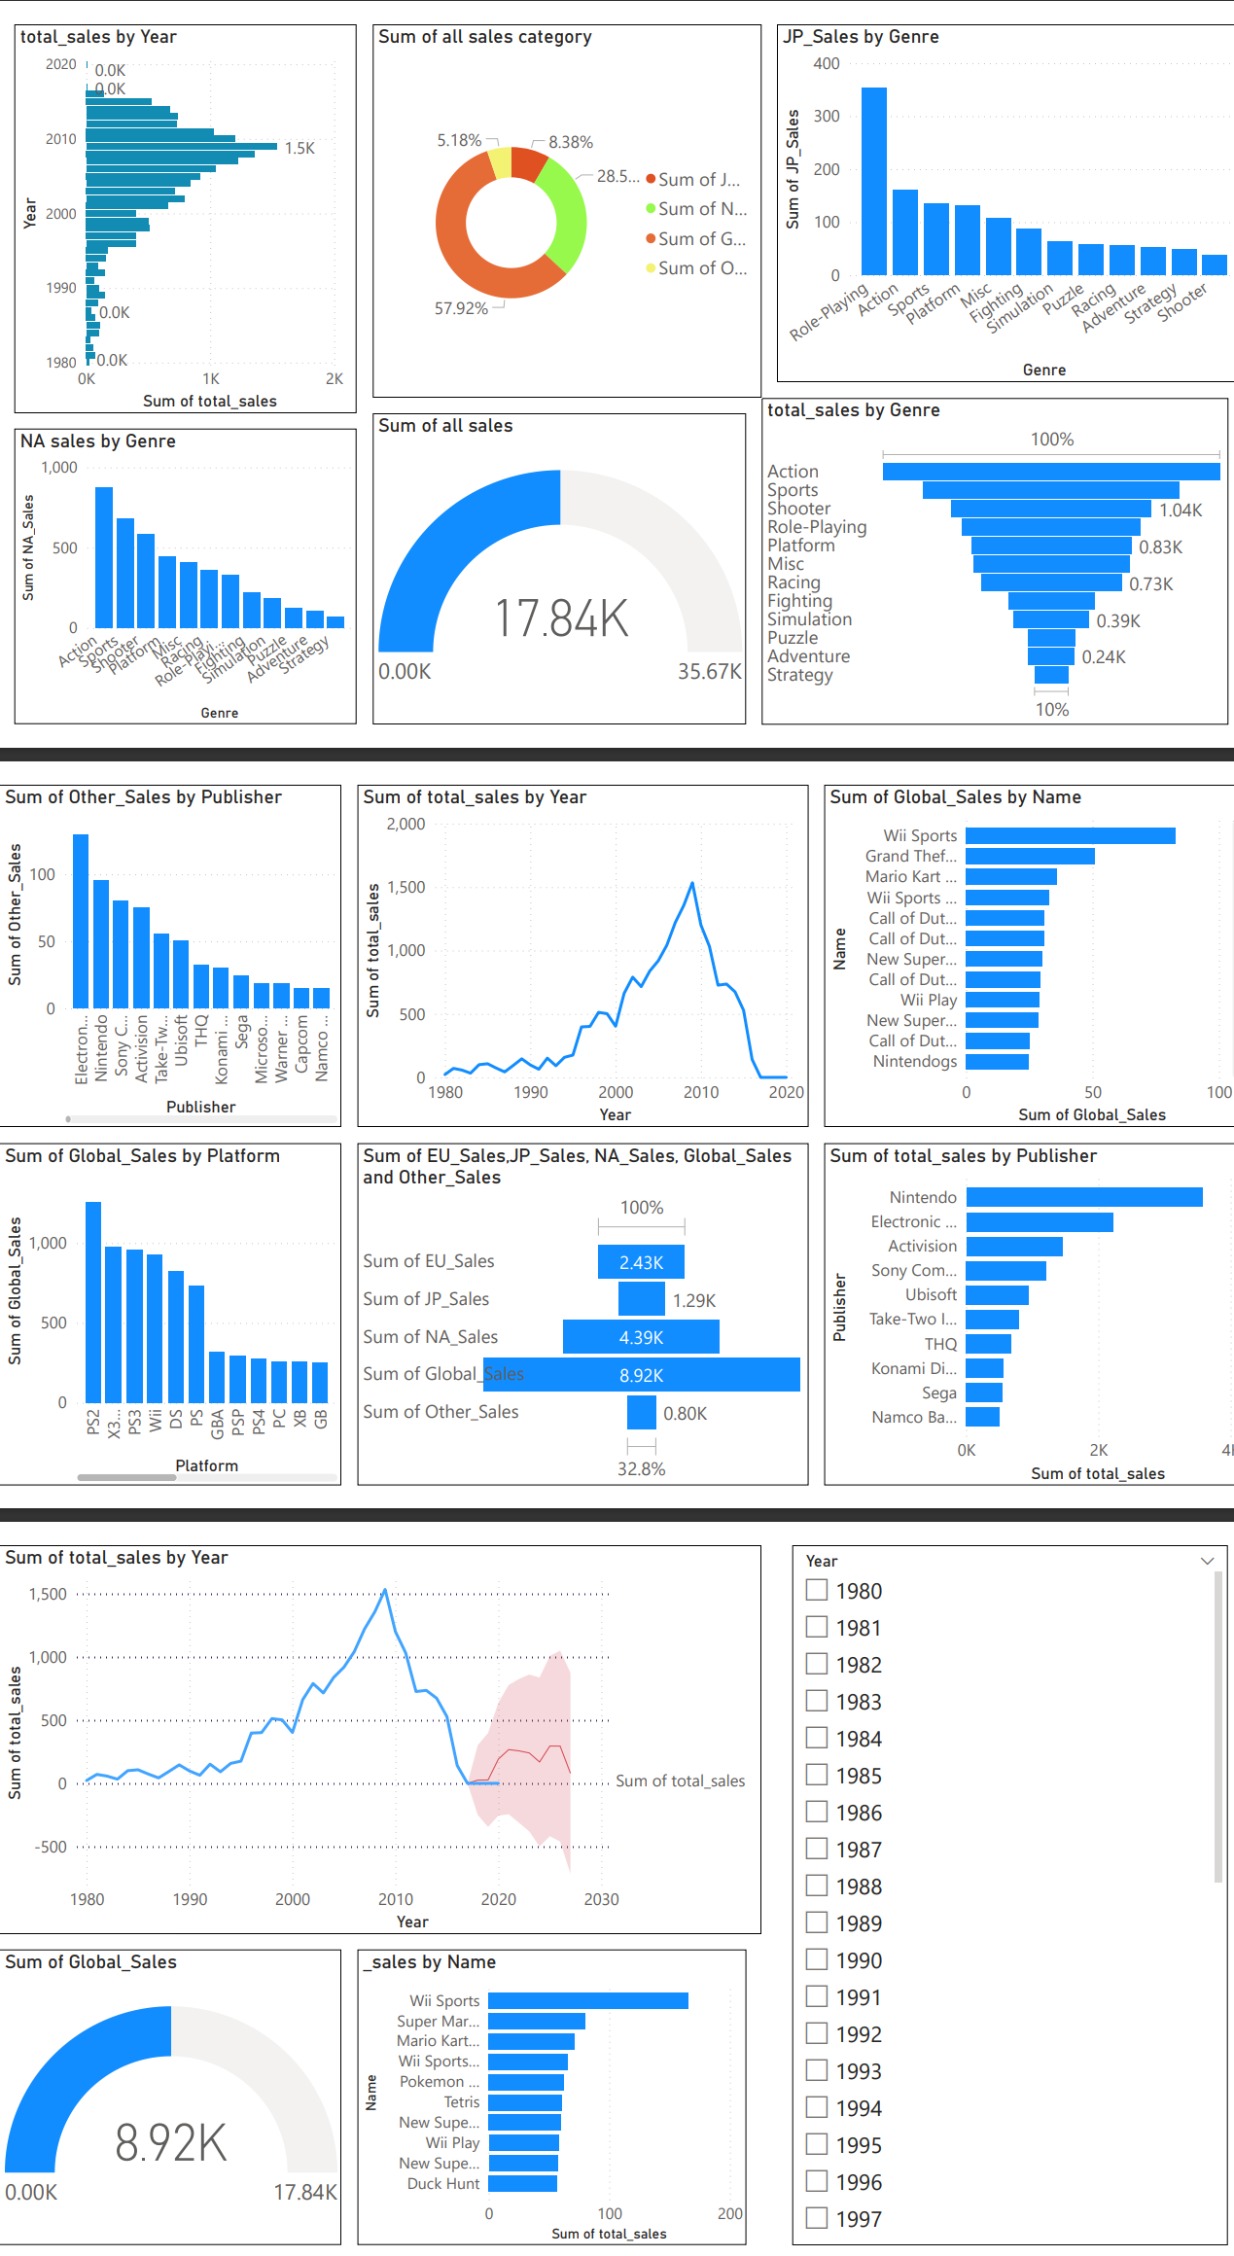 total_sales by Year
2020
0.0K
0.0K
2010
1.5K
Year
2000
1990
0.0K
1980
0.0K
0K
1K
2K
Sum of total_sales
Sum of all sales category
5.18%
8.38%
28.5...
57.92%
Sum of J...
Sum of N...
Sum of G...
Sum of O...
JP_Sales by Genre
400
300
200
100
0
Sum of JP_Sales
Role-Playing
Action
Sports
Platform
Misc
Fighting
Simulation
Puzzle
Racing
Adventure
Strategy
Shooter
Genre
NA sales by Genre
1,000
500
0
Sum of NA_Sales
Action
Sports
Shooter
Platform
Misc
Racing
Role-Playi...
Fighting
Simulation
Puzzle
Adventure
Strategy
Genre
Sum of all sales
17.84K
0.00K
35.67K
total_sales by Genre
100%
Action
Sports
Shooter
1.04K
Role-Playing
Platform
0.83K
Misc
Racing
0.73K
Fighting
Simulation
0.39K
Puzzle
Adventure
0.24K
Strategy
10%
Sum of Other_Sales by Publisher
100
50
0
Sum of Other_Sales
Electron...
Nintendo
Sony C...
Activision
Take-Tw...
Ubisoft
THQ
Konami ...
Sega
Microso...
Warner ...
Capcom
Namco ...
Publisher
Sum of total_sales by Year
2,000
1,500
1,000
500
0
Sum of total_sales
1980
1990
2000
2010
2020
Year
Sum of Global_Sales by Name
Wii Sports
Grand Thef...
Mario Kart ...
Wii Sports ...
Call of Dut...
Call of Dut...
New Super...
Call of Dut...
Wii Play
New Super...
Call of Dut...
Nintendogs
Name
0
50
100
Sum of Global_Sales
Sum of Global_Sales by Platform
1,000
500
0
Sum of Global_Sales
PS2
X3...
PS3
Wii
DS
PS
GBA
PSP
PS4
PC
XB
GB
Platform
Sum of EU_Sales,JP_Sales, NA_Sales, Global_Sales
and Other_Sales
100%
Sum of EU_Sales
2.43K
Sum of JP_Sales
1.29K
Sum of NA_Sales
4.39K
Sum of Global_Sales
8.92K
Sum of Other_Sales
0.80K
32.8%
Sum of total_sales by Publisher
Nintendo
Electronic ...
Activision
Sony Com...
Ubisoft
Take-Two I...
THQ
Konami Di...
Sega
Namco Ba...
Publisher
0K
2K
Sum of total_sales
Sum of total_sales by Year
1,500
1,000
500
0
-500
Sum of total_sales
Sum of total_sales
1980
1990
2000
2010
2020
2030
Year
Year
1980
1981
1982
1983
1984
1985
1986
1987
1988
1989
1990
1991
1992
1993
1994
1995
1996
1997
Sum of Global_Sales
8.92K
0.00K
17.84K
_sales by Name
Wii Sports
Super Mar...
Mario Kart...
Wii Sports...
Pokemon ...
Tetris
New Supe...
Wii Play
New Supe...
Duck Hunt
Name
0
100
200
Sum of total_sales